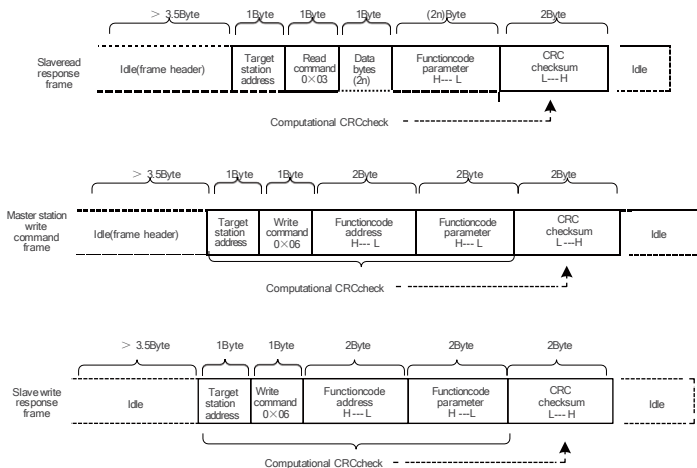 > 3.5Byte 1Byte 1Byte 1Byte (2n)Byte 2Byte
Slaveread
response
frame
Idle(frame header)
Target
station
address
Read
command
0×03
Data
bytes
(2n)
Functioncode
parameter
H--- L
CRC
checksum
L---H
Idle
Computational CRCcheck
> 3.5Byte 1Byte 1Byte 2Byte 2Byte 2Byte
Master station
write
command
frame
Idle(frame header)
Target
station
address
Write
command
0×06
Functioncode
address
H--- L
Functioncode
parameter
H--- L
CRC
checksum
L ---H
Idle
Computational CRCcheck
> 3.5Byte 1Byte 1Byte 2Byte 2Byte 2Byte
Slave write
response
frame
Idle
Target
station
address
Write
command
0×06
Functioncode
address
H ---L
Functioncode
parameter
H ---L
CRC
checksum
L--- H
Idle
Computational CRCcheck